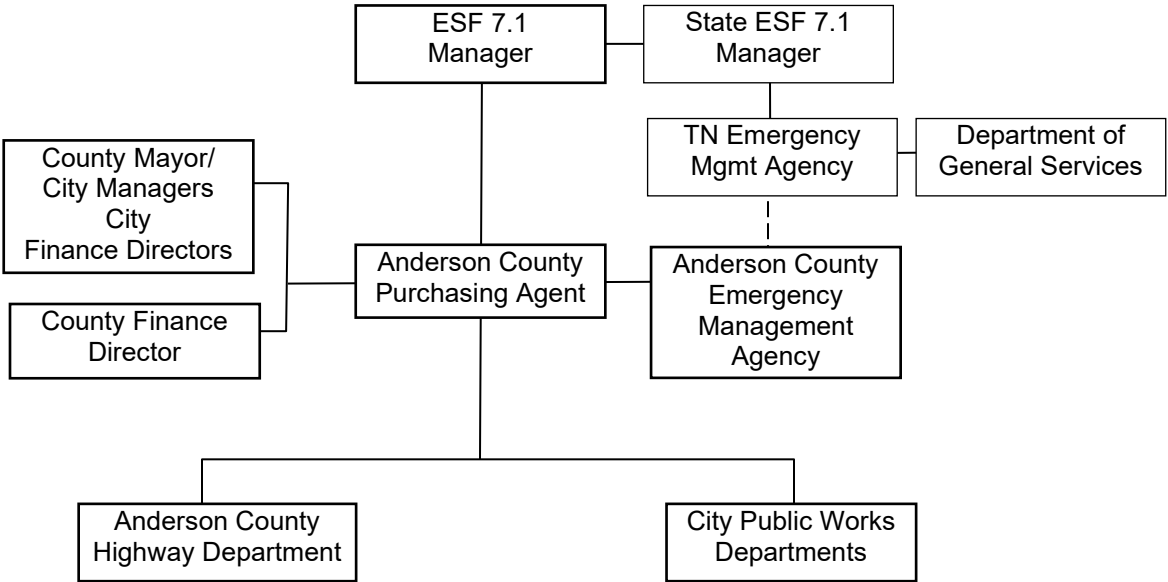 ESF 7.1
Manager
State ESF 7.1
Manager
TN Emergency
Mgmt Agency
Department of
General Services
County Mayor/
City Managers
City
Finance Directors
Anderson County
Purchasing Agent
Anderson County
Emergency
Management
Agency
County Finance
Director
Anderson County
Highway Department
City Public Works
Departments